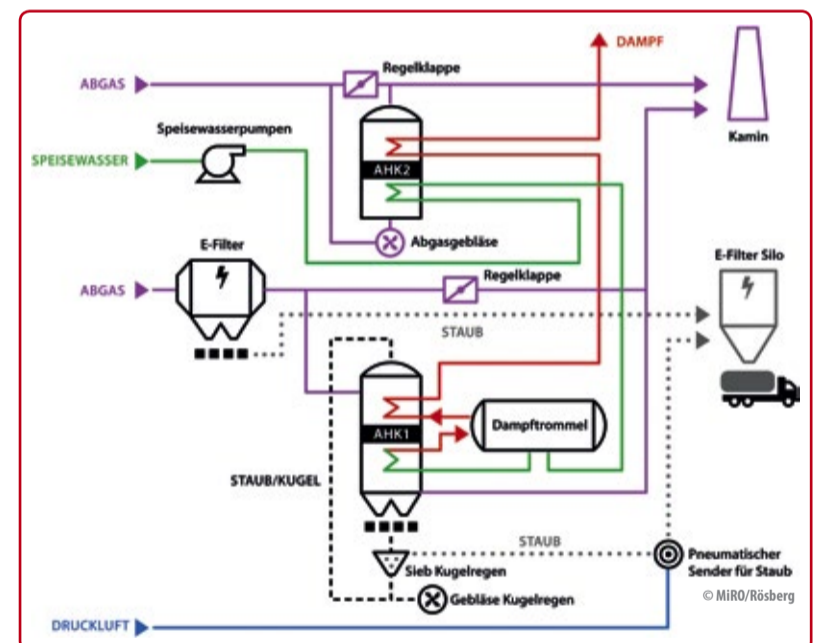 DAMPF
Regelklappe
ABGAS
Kamin
Speisewasserpumpen
SPEISEWASSER
AHK2
Abgasgebläse
E-Filter
E-Filter Silo
Regelklappe
ABGAS
STAUB
Dampftrommel
AHK1
STAUB/KUGEL
STAUB
Pneumatischer
Sender für Staub
Sieb Kugelregen
© MiRO/Rösberg
Gebläse Kugelregen
DRUCKLUFT